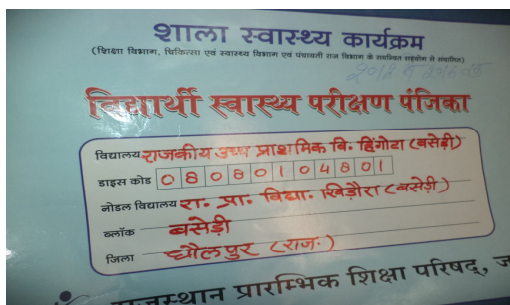 शाला स्वास्थ्य कार्यक्रम
(शिक्षा विभाग, चिकित्सा एवं स्वास्थ्य विभाग एवं पंचायती राज विभाग के समन्वित सहयोग से संचालित)
विद्यार्थी स्वास्थ्य परीक्षण पंजिका
विद्यालय राजकीय उच्च प्राथमिक वि. हिंगोटा (बसेड़ी)
डाइस कोड 08080104801
नोडल विद्यालय रा. प्रा. विद्या. खिड़ौरा (बसेड़ी)
ब्लॉक बसेड़ी
जिला धौलपुर (राज.)
राजस्थान प्रारम्भिक शिक्षा परिषद्, ज